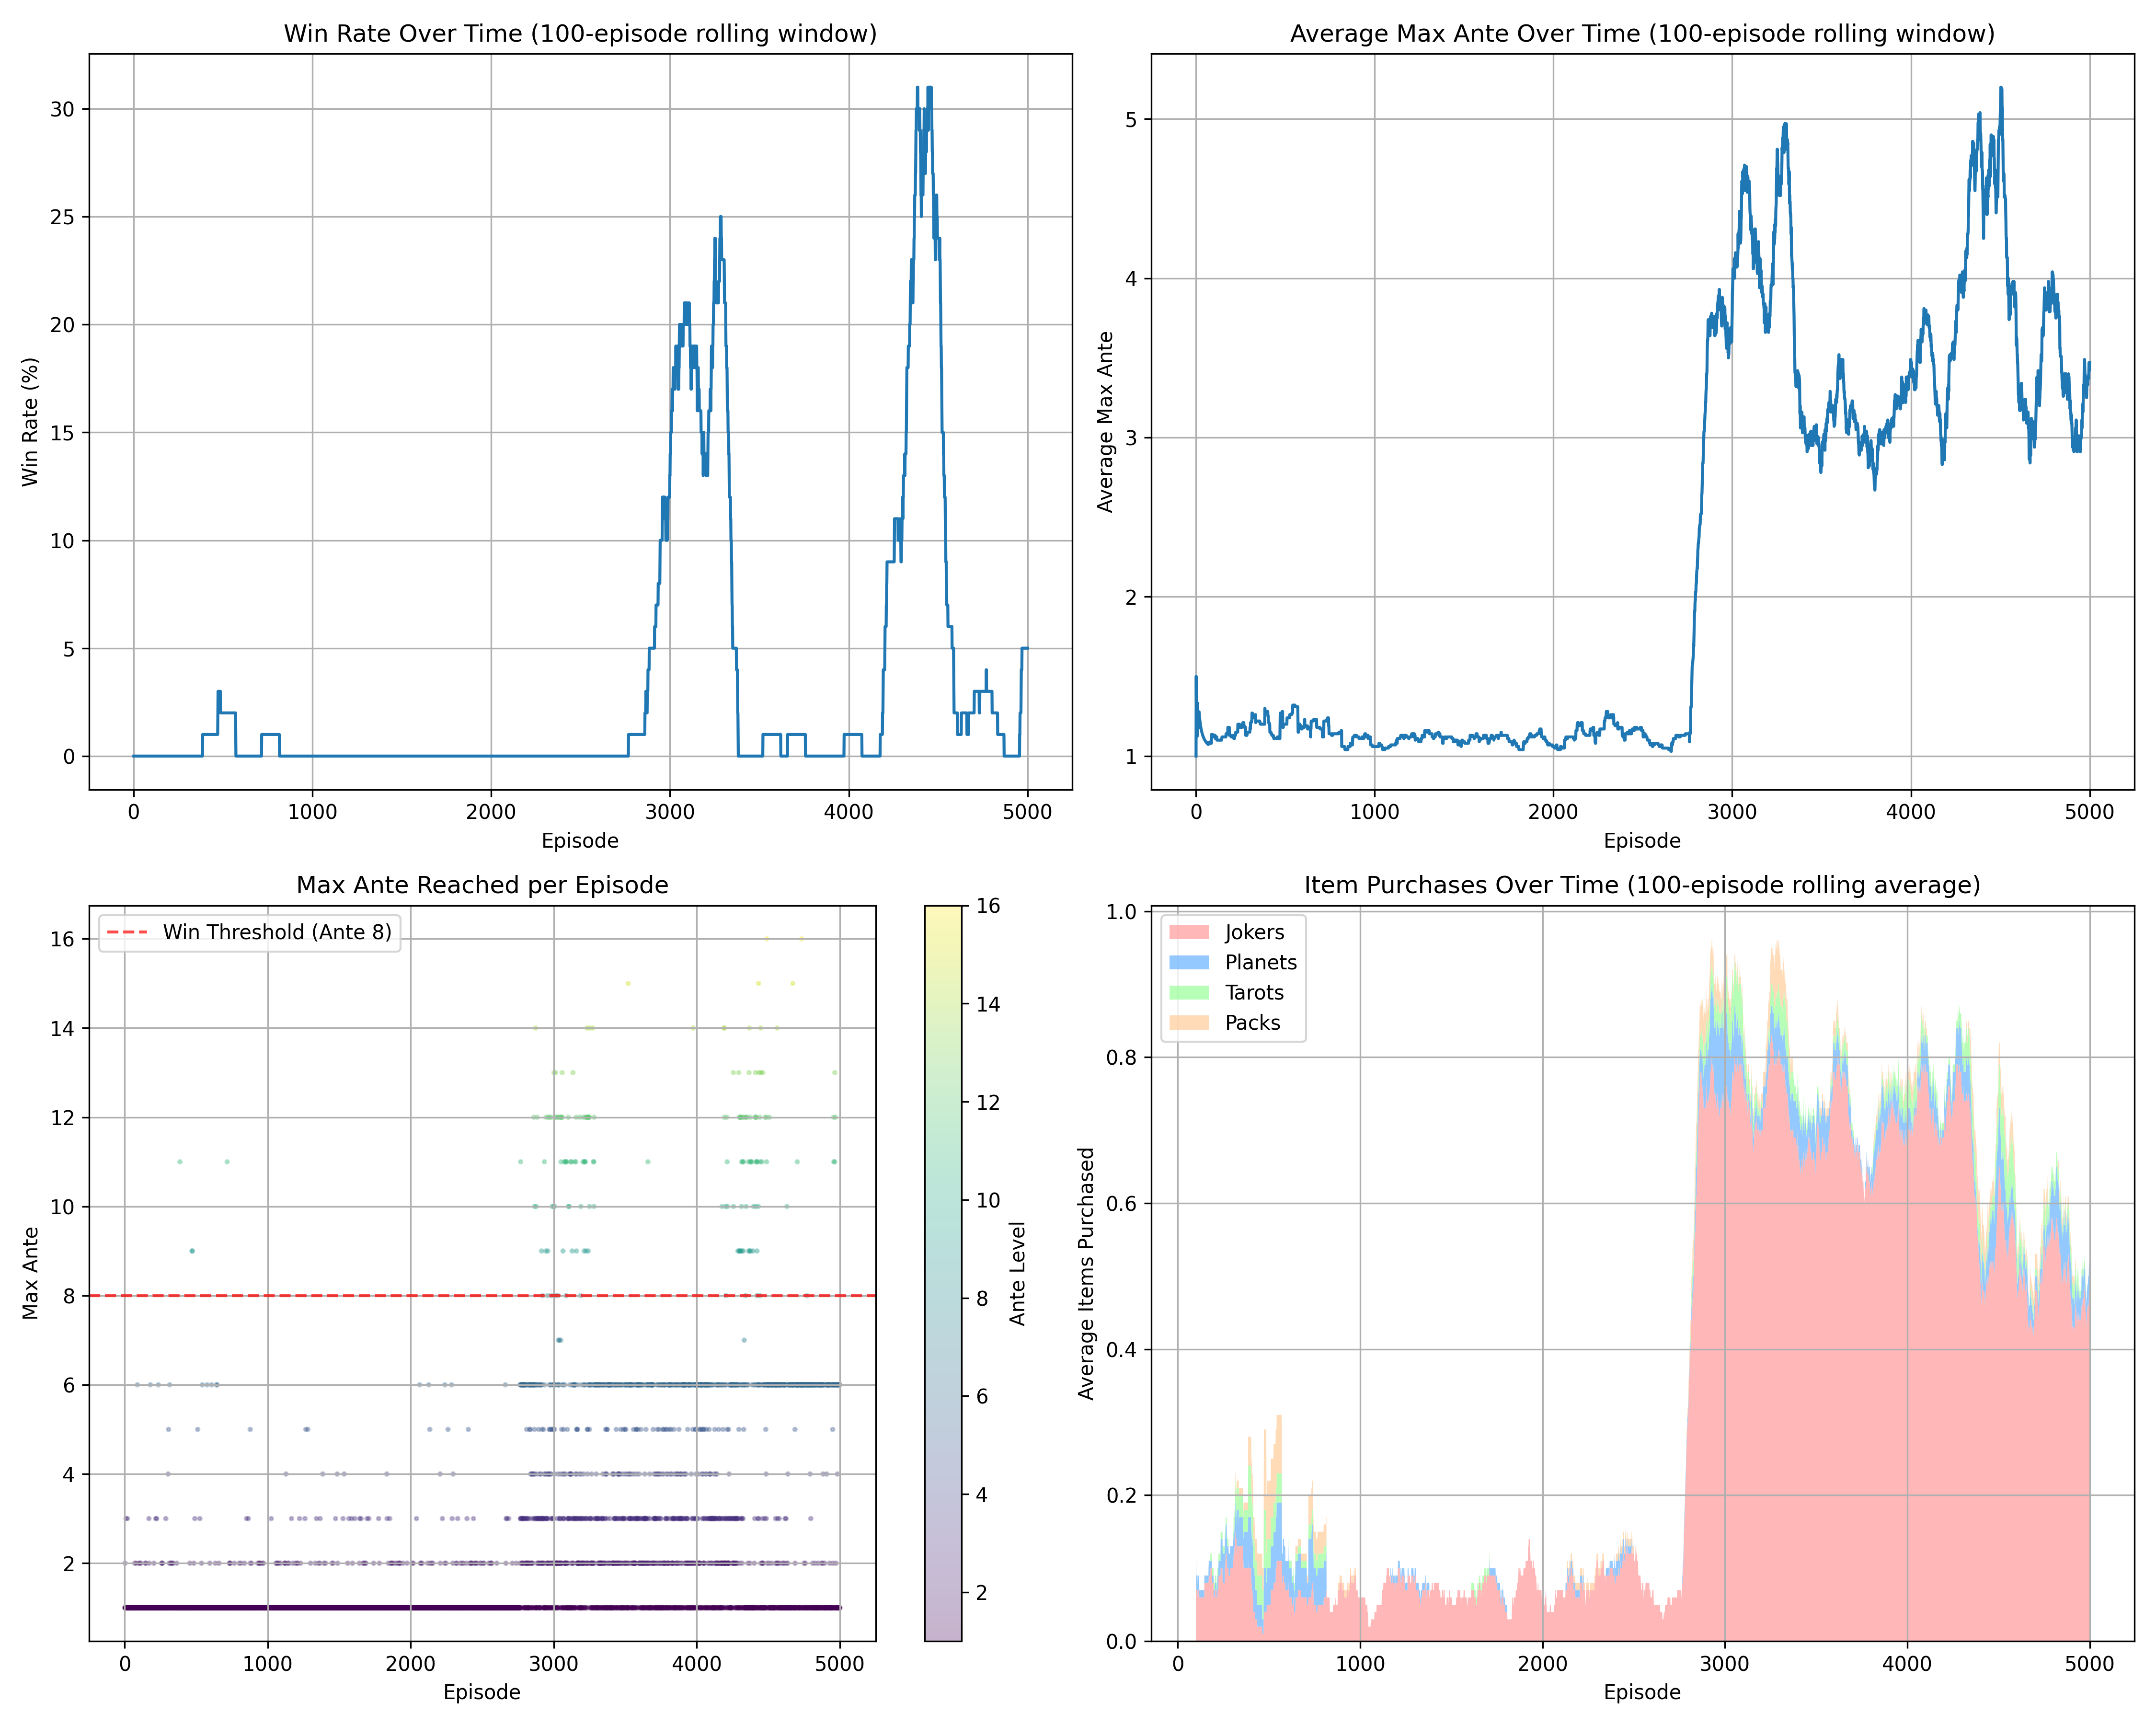 Win Rate Over Time (100-episode rolling window)
Win Rate (%)
30
25
20
15
10
5
0
0 1000 2000 3000 4000 5000
Episode
Average Max Ante Over Time (100-episode rolling window)
Average Max Ante
5
4
3
2
1
0 1000 2000 3000 4000 5000
Episode
Max Ante Reached per Episode
Win Threshold (Ante 8)
Max Ante
16
14
12
10
8
6
4
2
0 1000 2000 3000 4000 5000
Episode
16
14
12
10
8
6
4
2
Ante Level
Item Purchases Over Time (100-episode rolling average)
Jokers
Planets
Tarots
Packs
Average Items Purchased
1.0
0.8
0.6
0.4
0.2
0.0
0 1000 2000 3000 4000 5000
Episode